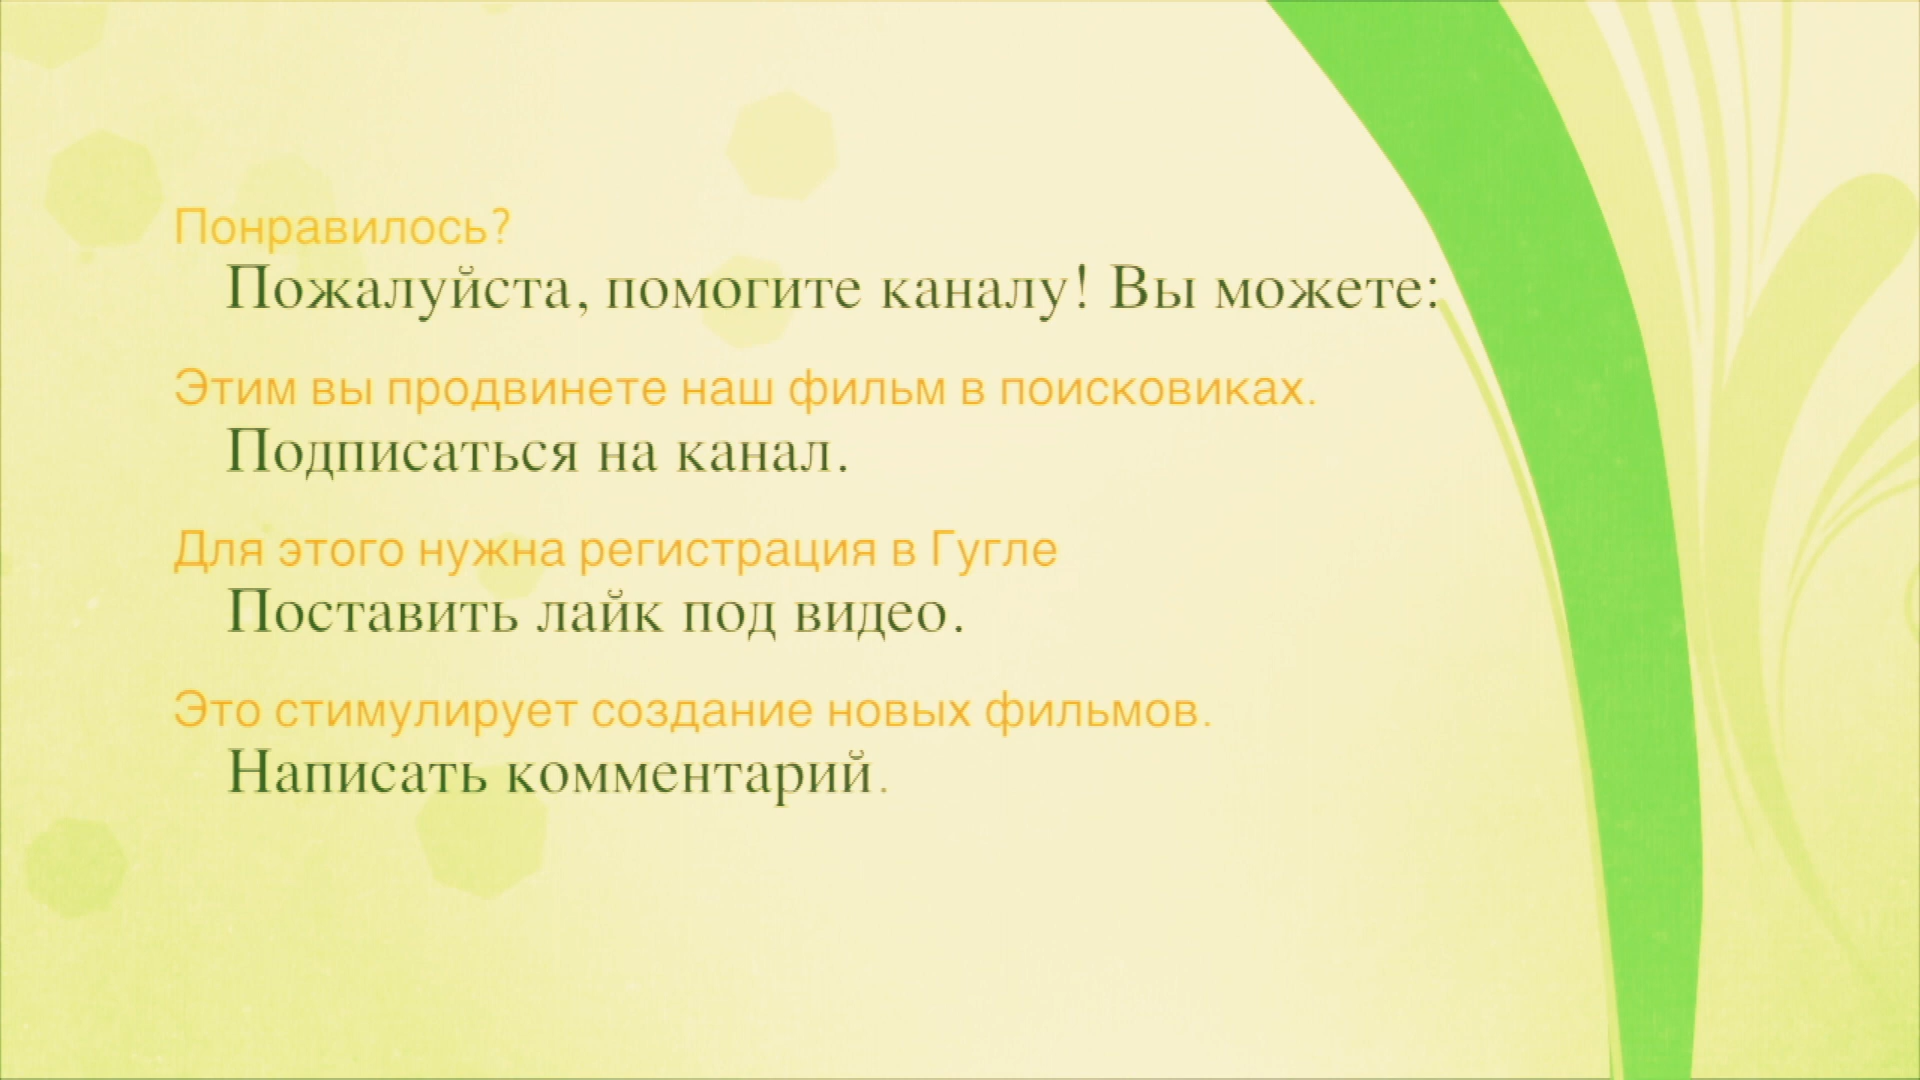 Понравилось?
Пожалуйста, помогите каналу! Вы можете:
Этим вы продвинете наш фильм в поисковиках.
Подписаться на канал.
Для этого нужна регистрация в Гугле
Поставить лайк под видео.
Это стимулирует создание новых фильмов.
Написать комментарий.